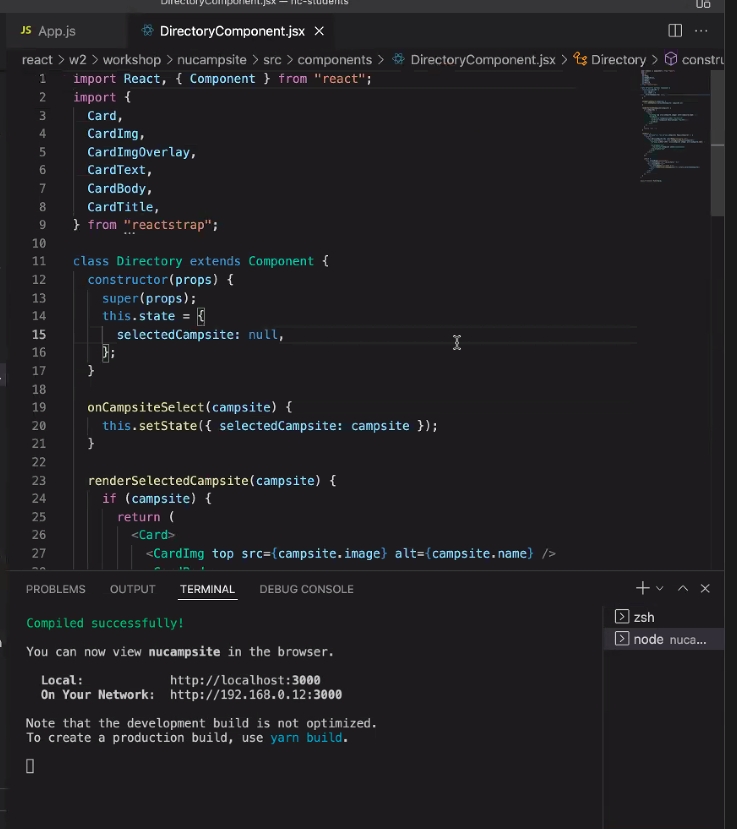 DirectoryComponent.jsx — nc-students
JS App.js
DirectoryComponent.jsx ×
react > w2 > workshop > nucampsite > src > components > DirectoryComponent.jsx > Directory > constru
1 import React, { Component } from "react";
2 import {
3 Card,
4 CardImg,
5 CardImgOverlay,
6 CardText,
7 CardBody,
8 CardTitle,
9 } from "reactstrap";
10
11 class Directory extends Component {
12 constructor(props) {
13 super(props);
14 this.state = {
15 selectedCampsite: null,
16 };
17 }
18
19 onCampsiteSelect(campsite) {
20 this.setState({ selectedCampsite: campsite });
21 }
22
23 renderSelectedCampsite(campsite) {
24 if (campsite) {
25 return (
26 <Card>
27 <CardImg top src={campsite.image} alt={campsite.name} />
PROBLEMS OUTPUT TERMINAL DEBUG CONSOLE
Compiled successfully!
You can now view nucampsite in the browser.
Local: http://localhost:3000
On Your Network: http://192.168.0.12:3000
Note that the development build is not optimized.
To create a production build, use yarn build.
zsh
node nuca...